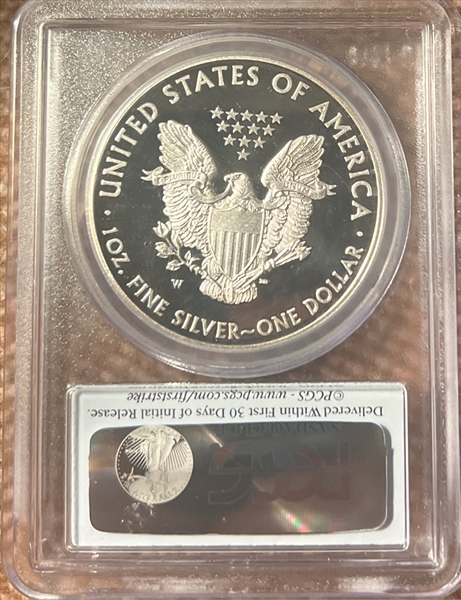 UNITED STATES OF AMERICA
1 OZ. FINE SILVER~ONE DOLLAR
W
Delivered Within First 30 Days of Initial Release.
©PCGS - www.pcgs.com/firststrike